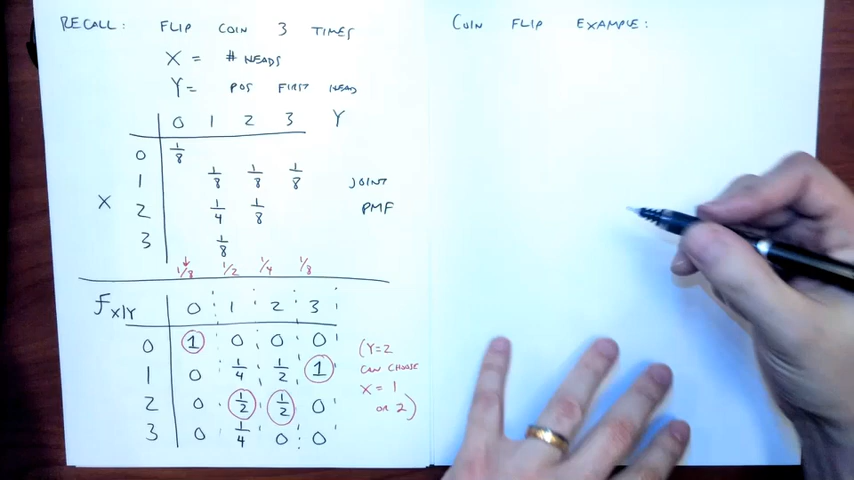 RECALL: FLIP COIN 3 TIMES
X = # HEADS
Y = POS FIRST HEAD
0 1 2 3 Y
0 1/8
1 1/8 1/8 1/8 JOINT
X 2 1/4 1/8 PMF
3 1/8
1/8 1/2 1/4 1/8
f X|Y 0 1 2 3
0 1 0 0 0
1 0 1/4 1/2 1
2 0 1/2 1/2 0
3 0 1/4 0 0
(Y=2
CAN CHOOSE
X = 1
OR 2)
COIN FLIP EXAMPLE: